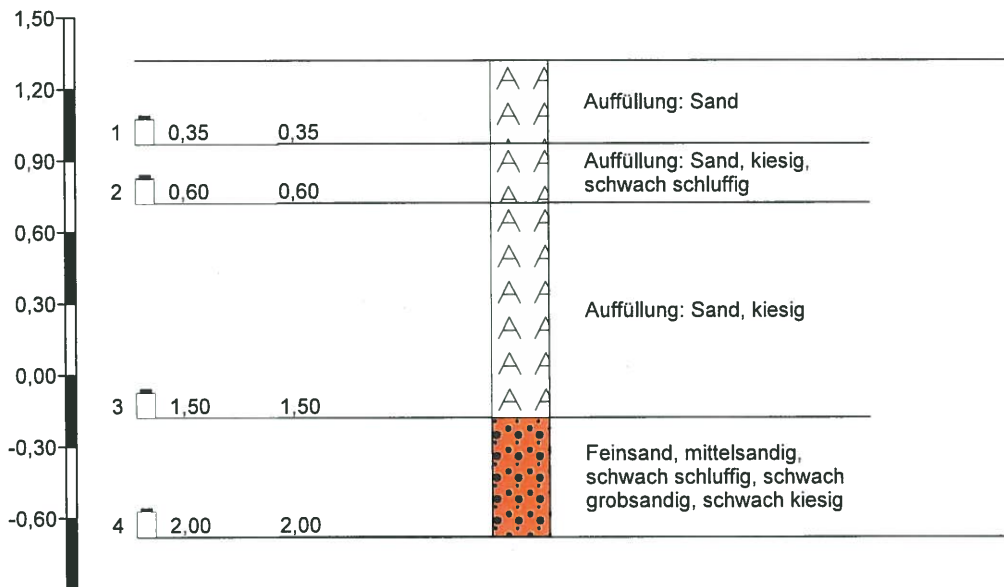 1,50
1,20
Auffüllung: Sand
1 0,35 0,35
0,90
Auffüllung: Sand, kiesig,
schwach schluffig
2 0,60 0,60
0,60
0,30
Auffüllung: Sand, kiesig
0,00
3 1,50 1,50
-0,30
Feinsand, mittelsandig,
schwach schluffig, schwach
grobsandig, schwach kiesig
-0,60
4 2,00 2,00